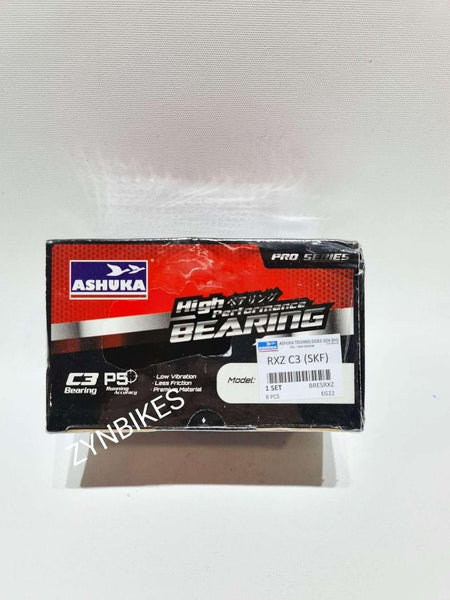 PRO SERIES
ASHUKA
High ベアリング
Performance
BEARING
ASHUKA TECHNOLOGIES SDN BHD
RXZ C3 (SKF)
Model:
1 SET BRESRXZ
8 PCS EG22
C3 P5
Bearing Running Accuracy
· Low Vibration
· Less Friction
· Premium Material
ZYNBIKES